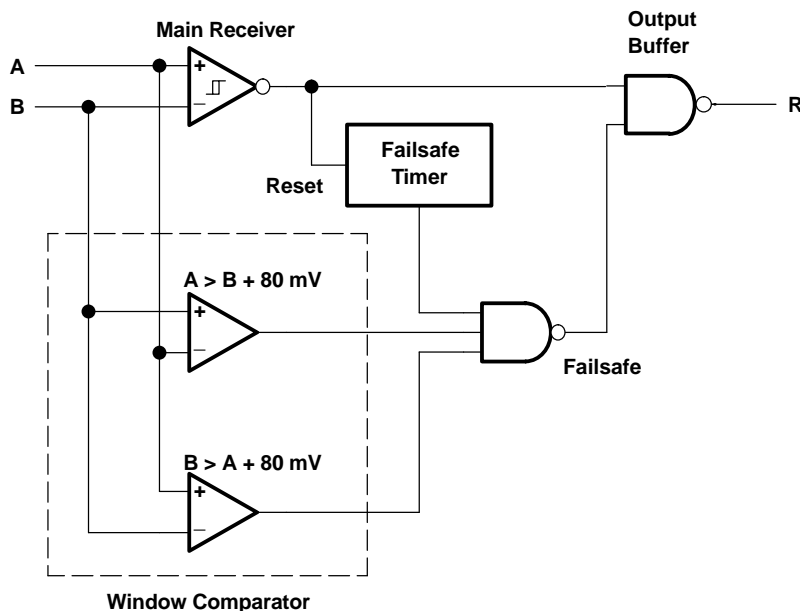 Output
Buffer
Main Receiver
A
+
B
–
R
Failsafe
Timer
Reset
A > B + 80 mV
+
–
Failsafe
B > A + 80 mV
+
–
Window Comparator